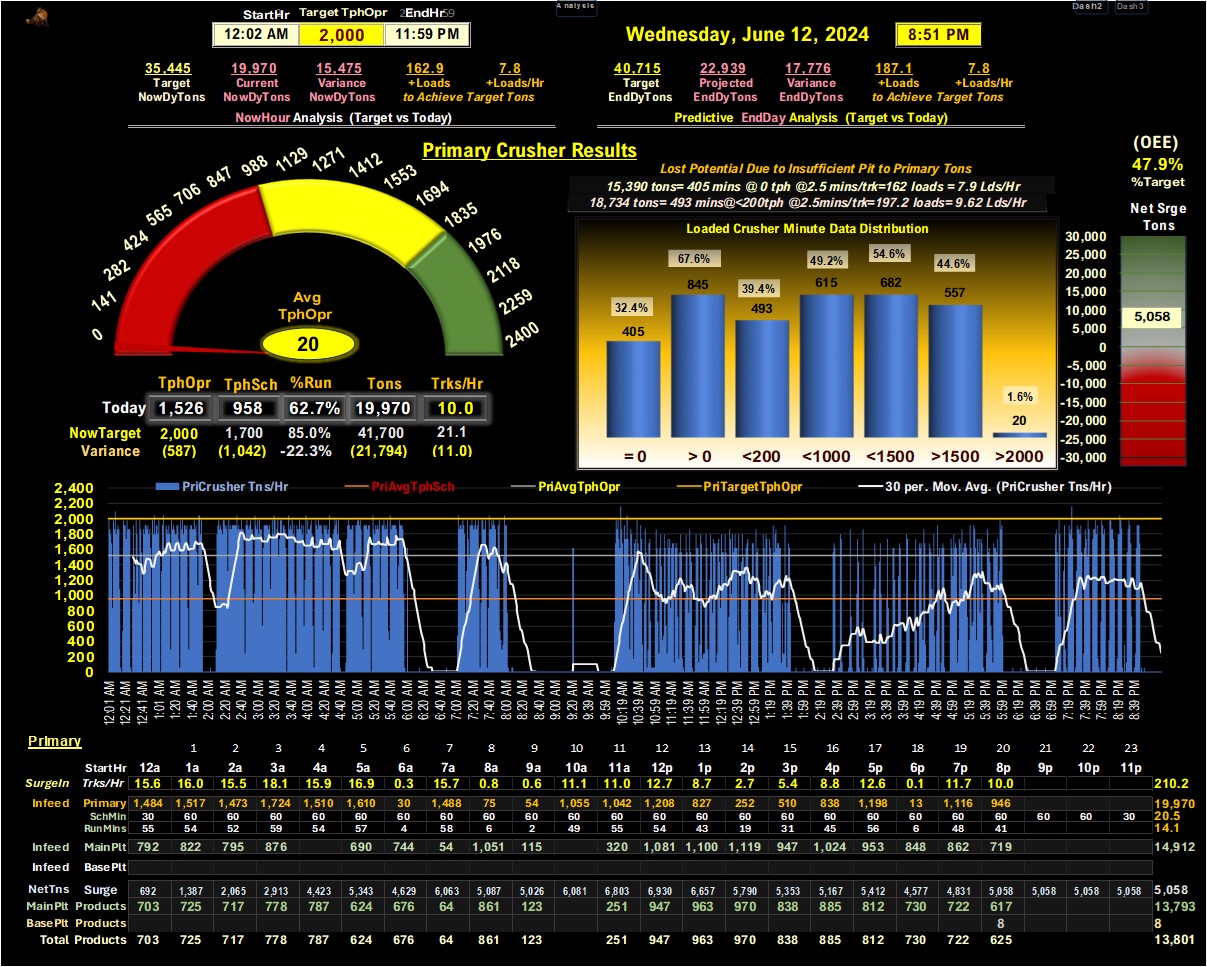 Analysis
Dash2 Dash3
StartHr Target TphOpr EndHr
12:02 AM 2,000 11:59 PM
Wednesday, June 12, 2024 8:51 PM
35,445 19,970 15,475 162.9 7.8
Target Current Variance +Loads +Loads/Hr
NowDyTons NowDyTons NowDyTons to Achieve Target Tons
NowHour Analysis (Target vs Today)
40,715 22,939 17,776 187.1 7.8
Target Projected Variance +Loads +Loads/Hr
EndDyTons EndDyTons EndDyTons to Achieve Target Tons
Predictive EndDay Analysis (Target vs Today)
Primary Crusher Results
0 141 282 424 565 706 847 988 1129 1271 1412 1553 1694 1835 1976 2118 2259 2400
Avg
TphOpr
20
TphOpr TphSch %Run Tons Trks/Hr
Today 1,526 958 62.7% 19,970 10.0
NowTarget 2,000 1,700 85.0% 41,700 21.1
Variance (587) (1,042) -22.3% (21,794) (11.0)
Lost Potential Due to Insufficient Pit to Primary Tons
15,390 tons= 405 mins @ 0 tph @2.5 mins/trk=162 loads = 7.9 Lds/Hr
18,734 tons= 493 mins@<200tph @2.5mins/trk=197.2 loads= 9.62 Lds/Hr
Loaded Crusher Minute Data Distribution
32.4% 67.6% 39.4% 49.2% 54.6% 44.6% 1.6%
405 845 493 615 682 557 20
= 0 > 0 <200 <1000 <1500 >1500 >2000
(OEE)
47.9%
%Target
Net Srge
Tons
30,000
25,000
20,000
15,000
10,000
5,058
5,000
0
-5,000
-10,000
-15,000
-20,000
-25,000
-30,000
PriCrusher Tns/Hr PriAvgTphSch PriAvgTphOpr PriTargetTphOpr 30 per. Mov. Avg. (PriCrusher Tns/Hr)
2,400
2,200
2,000
1,800
1,600
1,400
1,200
1,000
800
600
400
200
0
12:01 AM 12:21 AM 12:41 AM 1:01 AM 1:20 AM 1:40 AM 2:00 AM 2:20 AM 2:40 AM 3:00 AM 3:20 AM 3:40 AM 4:00 AM 4:20 AM 4:40 AM 5:00 AM 5:20 AM 5:40 AM 6:00 AM 6:20 AM 6:40 AM 7:00 AM 7:20 AM 7:40 AM 8:00 AM 8:20 AM 8:40 AM 9:00 AM 9:20 AM 9:39 AM 9:59 AM 10:19 AM 10:39 AM 10:59 AM 11:19 AM 11:39 AM 11:59 AM 12:19 PM 12:39 PM 12:59 PM 1:19 PM 1:39 PM 1:59 PM 2:19 PM 2:39 PM 2:59 PM 3:19 PM 3:39 PM 3:59 PM 4:19 PM 4:39 PM 4:59 PM 5:19 PM 5:39 PM 5:59 PM 6:19 PM 6:39 PM 6:59 PM 7:19 PM 7:39 PM 7:59 PM 8:19 PM 8:39 PM
Primary
1 2 3 4 5 6 7 8 9 10 11 12 13 14 15 16 17 18 19 20 21 22 23
StartHr 12a 1a 2a 3a 4a 5a 6a 7a 8a 9a 10a 11a 12p 1p 2p 3p 4p 5p 6p 7p 8p 9p 10p 11p
SurgeIn Trks/Hr 15.6 16.0 15.5 18.1 15.9 16.9 0.3 15.7 0.8 0.6 11.1 11.0 12.7 8.7 2.7 5.4 8.8 12.6 0.1 11.7 10.0 210.2
Infeed Primary 1,484 1,517 1,473 1,724 1,510 1,610 30 1,488 75 54 1,055 1,042 1,208 827 252 510 838 1,198 13 1,116 946 19,970
SchMin 30 60 60 60 60 60 60 60 60 60 60 60 60 60 60 60 60 60 60 60 60 60 60 30 20.5
RunMins 55 54 52 59 54 57 4 58 6 2 49 55 54 43 19 31 45 56 6 48 41 14.1
Infeed MainPlt 792 822 795 876 690 744 54 1,051 115 320 1,081 1,100 1,119 947 1,024 953 848 862 719 14,912
Infeed BasePlt
NetTns Surge 692 1,387 2,065 2,913 4,423 5,343 4,629 6,063 5,087 5,026 6,081 6,803 6,930 6,657 5,790 5,353 5,167 5,412 4,577 4,831 5,058 5,058 5,058 5,058 5,058
MainPlt Products 703 725 717 778 787 624 676 64 861 123 251 947 963 970 838 885 812 730 722 617 13,793
BasePlt Products 8 8
Total Products 703 725 717 778 787 624 676 64 861 123 251 947 963 970 838 885 812 730 722 625 13,801